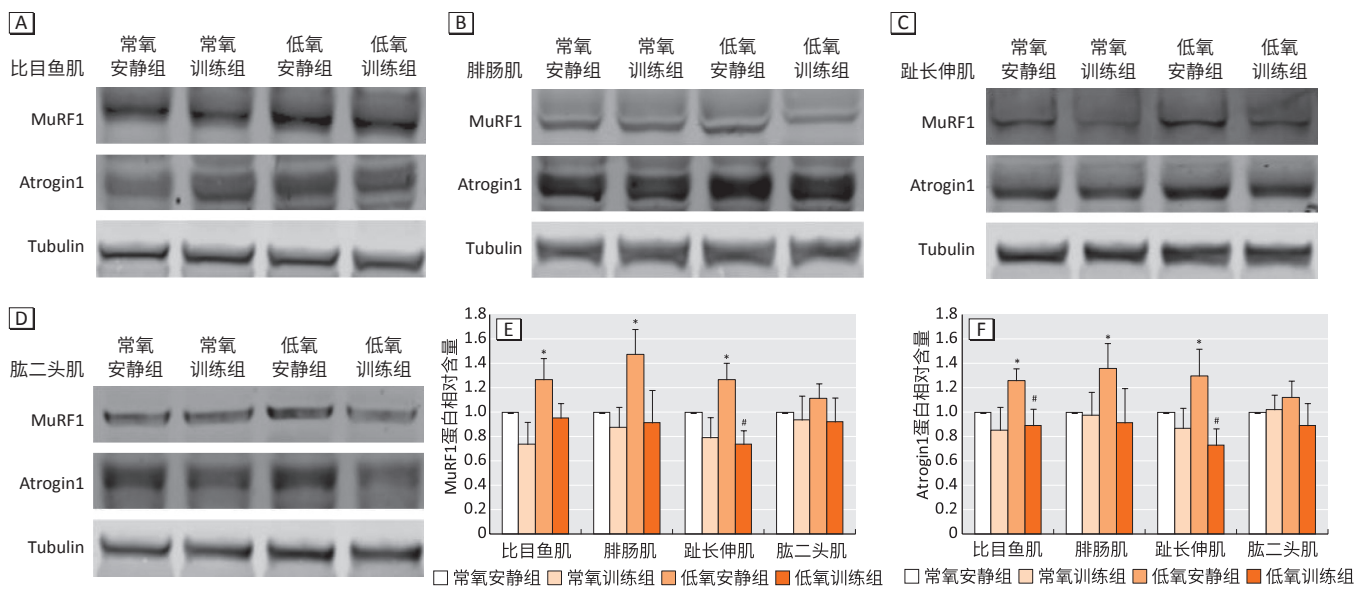 A
常氧 常氧 低氧 低氧
比目鱼肌 安静组 训练组 安静组 训练组
MuRF1
Atrogin1
Tubulin
B
常氧 常氧 低氧 低氧
腓肠肌 安静组 训练组 安静组 训练组
MuRF1
Atrogin1
Tubulin
C
常氧 常氧 低氧 低氧
趾长伸肌 安静组 训练组 安静组 训练组
MuRF1
Atrogin1
Tubulin
D
常氧 常氧 低氧 低氧
肱二头肌 安静组 训练组 安静组 训练组
MuRF1
Atrogin1
Tubulin
E
MuRF1蛋白相对含量
1.8
1.6
1.4
1.2
1.0
0.8
0.6
0.4
0.2
0
* * * #
比目鱼肌 腓肠肌 趾长伸肌 肱二头肌
常氧安静组 常氧训练组 低氧安静组 低氧训练组
F
Atrogin1蛋白相对含量
1.8
1.6
1.4
1.2
1.0
0.8
0.6
0.4
0.2
0
* # * * #
比目鱼肌 腓肠肌 趾长伸肌 肱二头肌
常氧安静组 常氧训练组 低氧安静组 低氧训练组